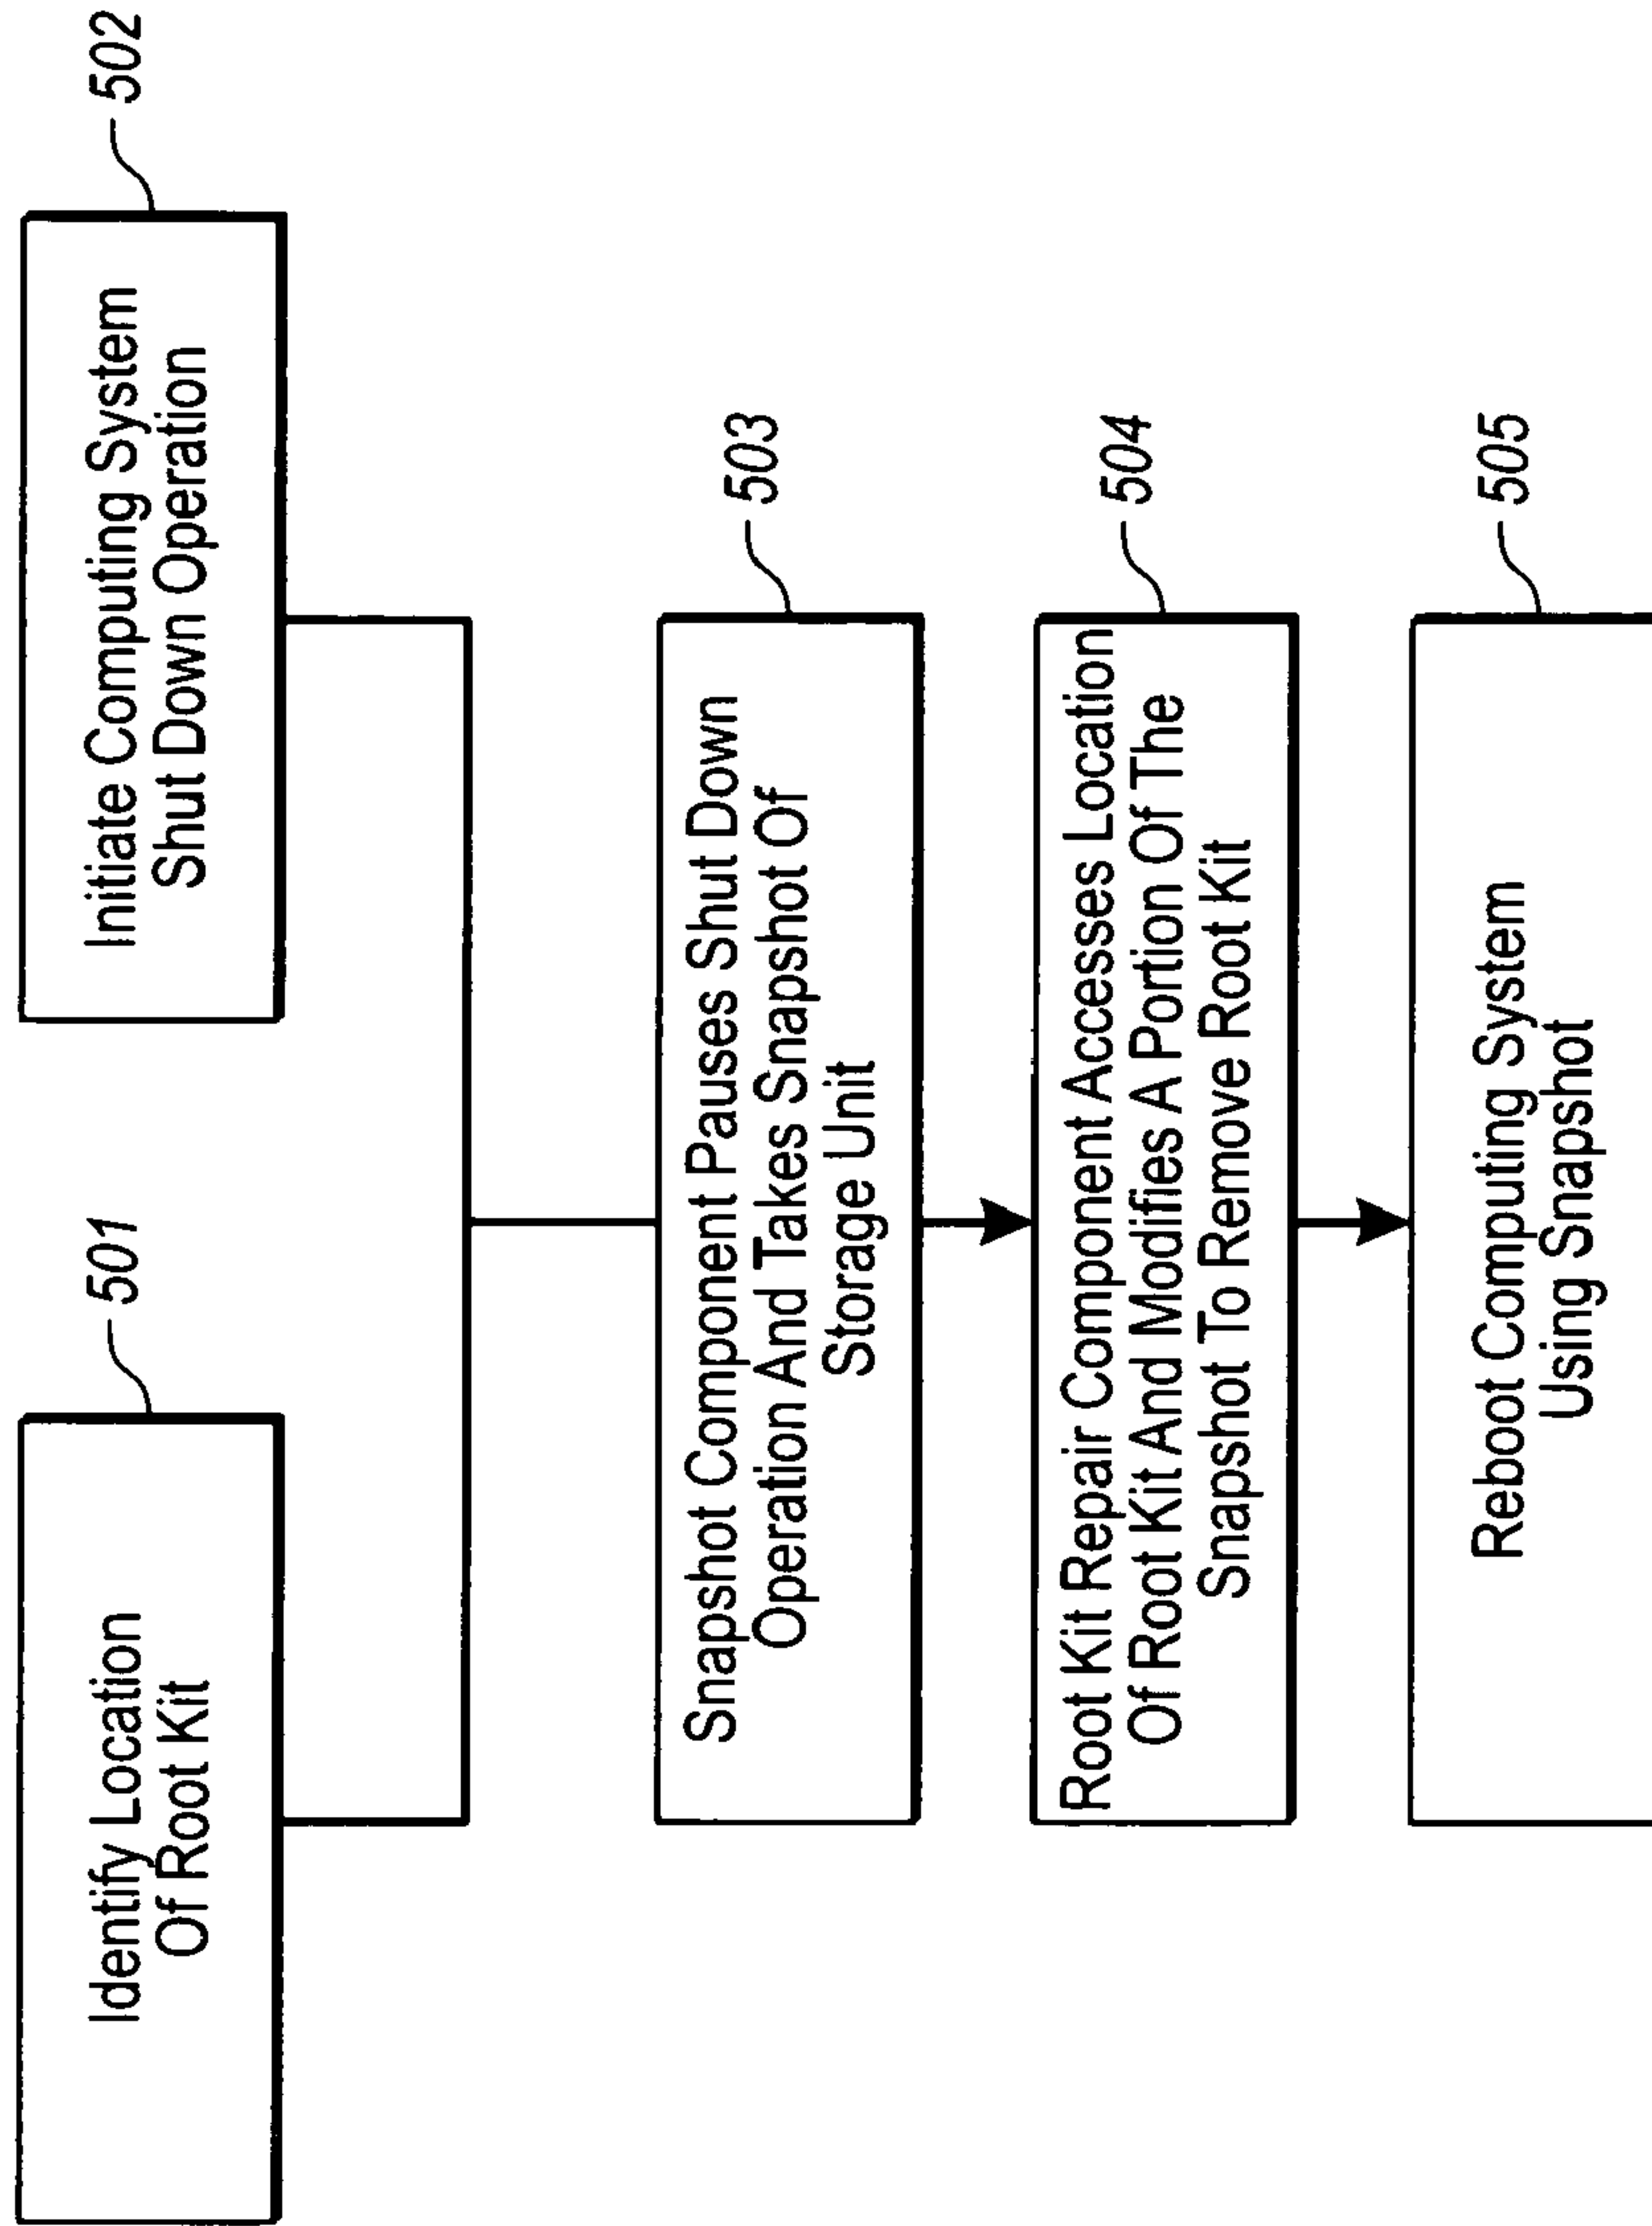 501
Identify Location
Of Root Kit
502
Initiate Computing System
Shut Down Operation
503
Snapshot Component Pauses Shut Down
Operation And Takes Snapshot Of
Storage Unit
504
Root Kit Repair Component Accesses Location
Of Root Kit And Modifies A Portion Of The
Snapshot To Remove Root Kit
505
Reboot Computing System
Using Snapshot